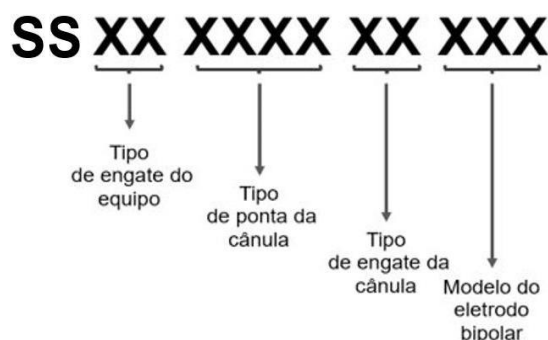 SS XX XXXX XX XXX
Tipo
de engate do
equipo
Tipo
de ponta da
cânula
Tipo
de engate da
cânula
Modelo do
eletrodo
bipolar